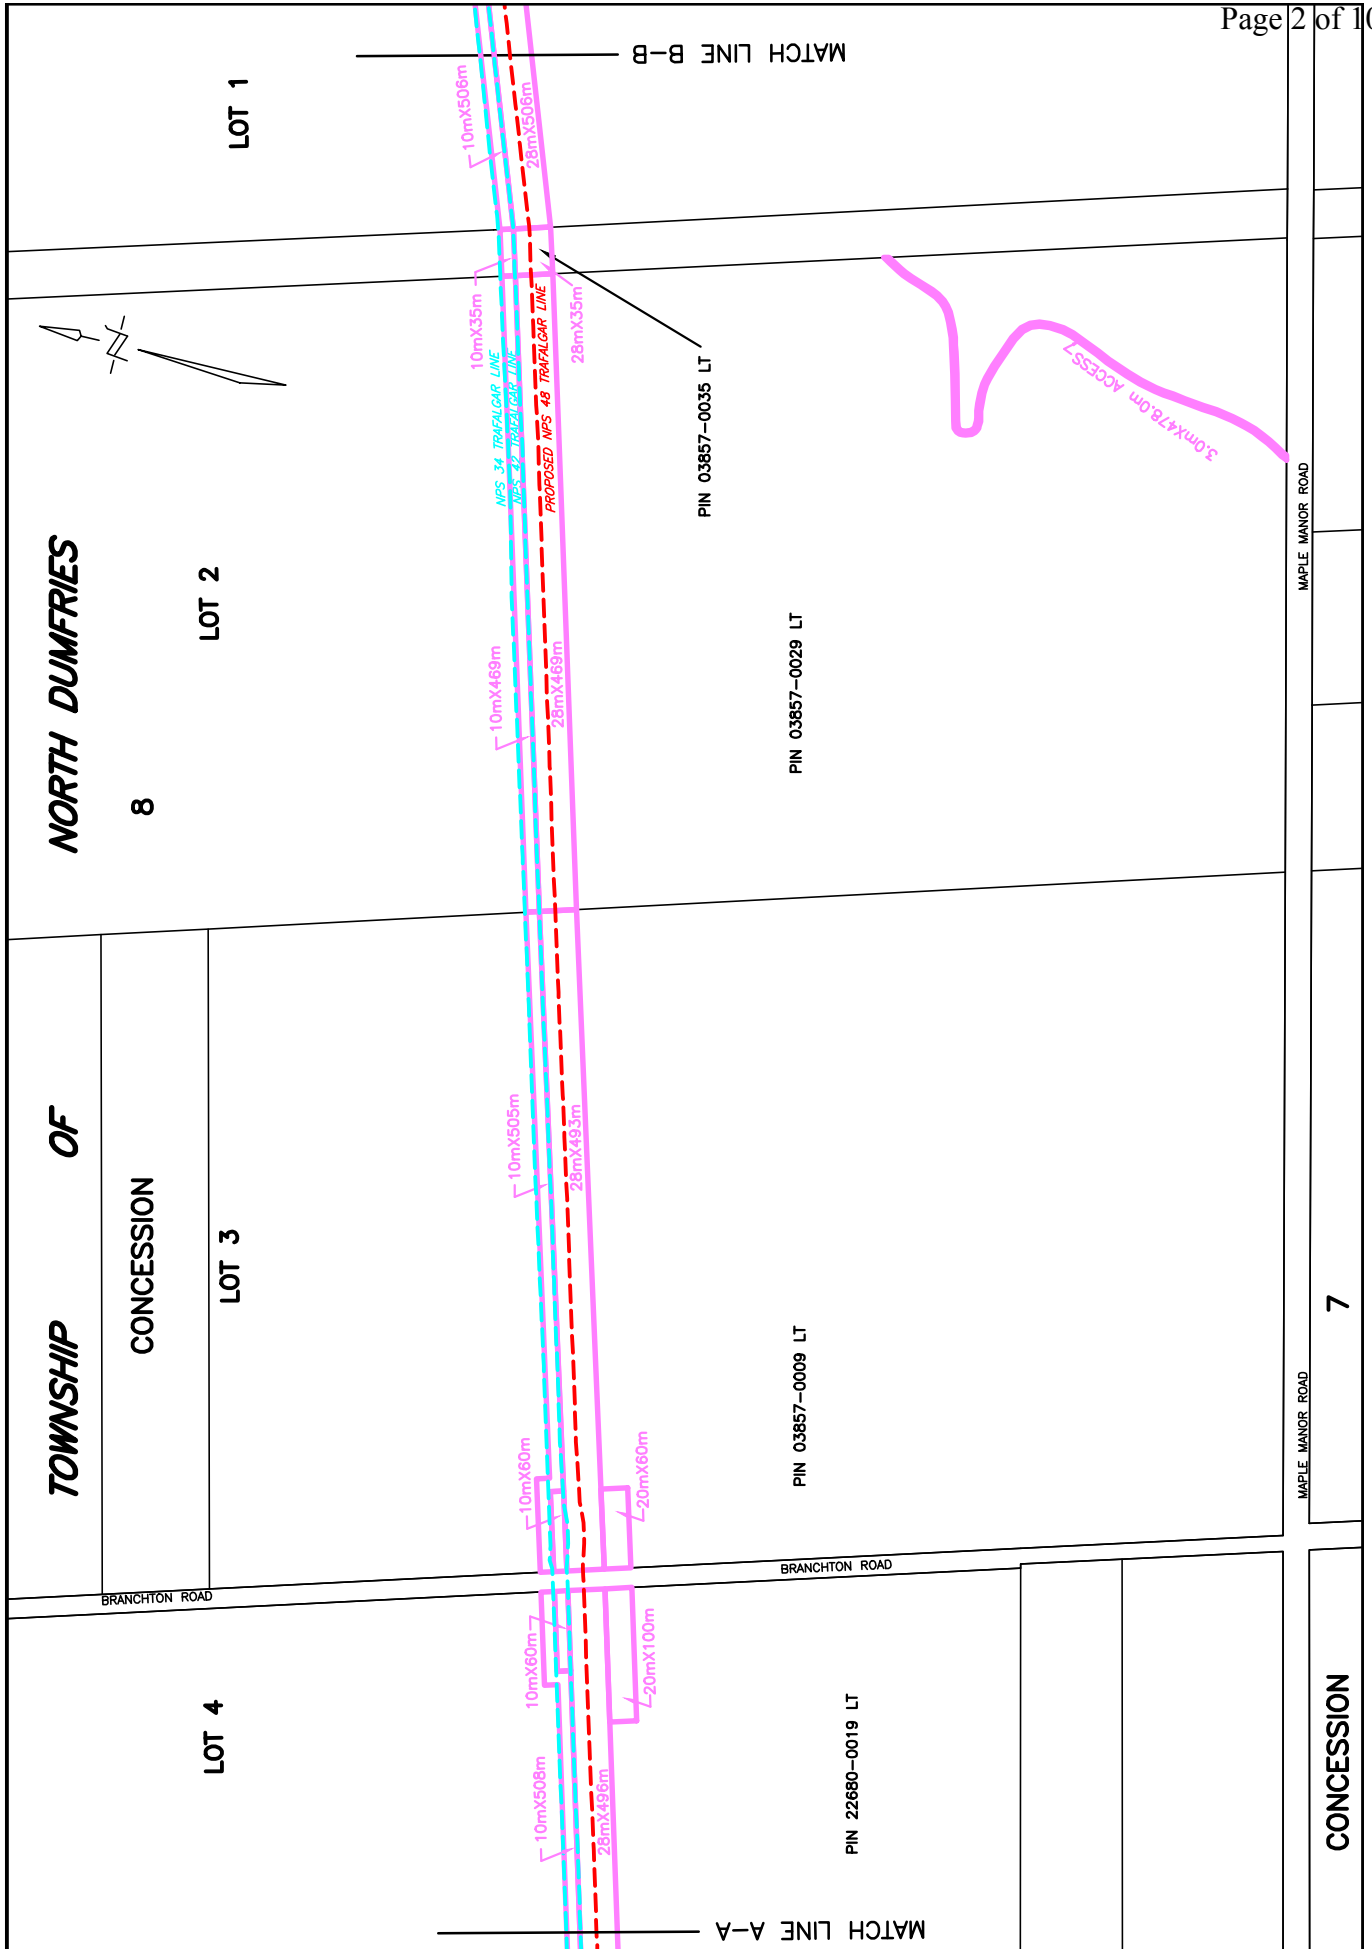 Page 2 of 10
MATCH LINE B-B
LOT 1
10mX506m
28mX506m
10mX35m
28mX35m
NPS 34 TRAFALGAR LINE
NPS 42 TRAFALGAR LINE
PROPOSED NPS 48 TRAFALGAR LINE
PIN 03857-0035 LT
3.0mX478.0m ACCESS
MAPLE MANOR ROAD
TOWNSHIP OF NORTH DUMFRIES
CONCESSION 8
LOT 2
10mX469m
28mX469m
PIN 03857-0029 LT
LOT 3
10mX505m
28mX493m
PIN 03857-0009 LT
10mX60m
20mX60m
MAPLE MANOR ROAD
BRANCHTON ROAD
BRANCHTON ROAD
LOT 4
10mX60m
20mX100m
10mX508m
28mX496m
PIN 22680-0019 LT
CONCESSION 7
MATCH LINE A-A